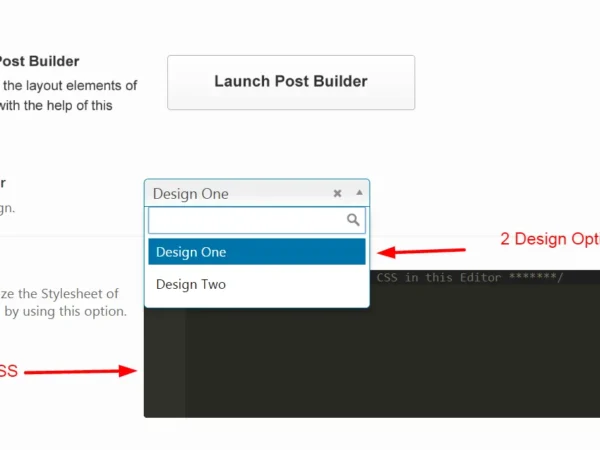 Post Builder
the layout elements of
with the help of this
Launch Post Builder
r
gn.
Design One
Design One
Design Two
2 Design Opti
CSS in this Editor *******/
ze the Stylesheet of
by using this option.
SS